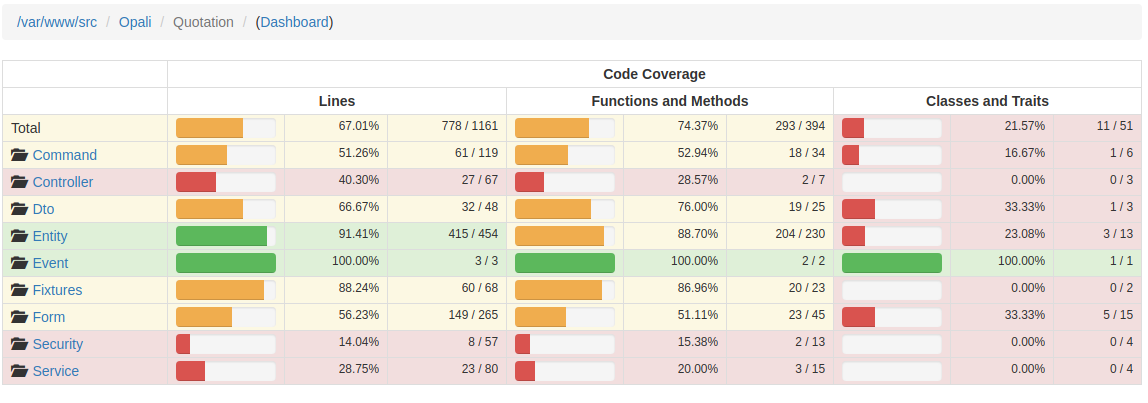 /var/www/src / Opali / Quotation / (Dashboard)
Code Coverage
Lines Functions and Methods Classes and Traits
Total 67.01% 778 / 1161 74.37% 293 / 394 21.57% 11 / 51
Command 51.26% 61 / 119 52.94% 18 / 34 16.67% 1 / 6
Controller 40.30% 27 / 67 28.57% 2 / 7 0.00% 0 / 3
Dto 66.67% 32 / 48 76.00% 19 / 25 33.33% 1 / 3
Entity 91.41% 415 / 454 88.70% 204 / 230 23.08% 3 / 13
Event 100.00% 3 / 3 100.00% 2 / 2 100.00% 1 / 1
Fixtures 88.24% 60 / 68 86.96% 20 / 23 0.00% 0 / 2
Form 56.23% 149 / 265 51.11% 23 / 45 33.33% 5 / 15
Security 14.04% 8 / 57 15.38% 2 / 13 0.00% 0 / 4
Service 28.75% 23 / 80 20.00% 3 / 15 0.00% 0 / 4